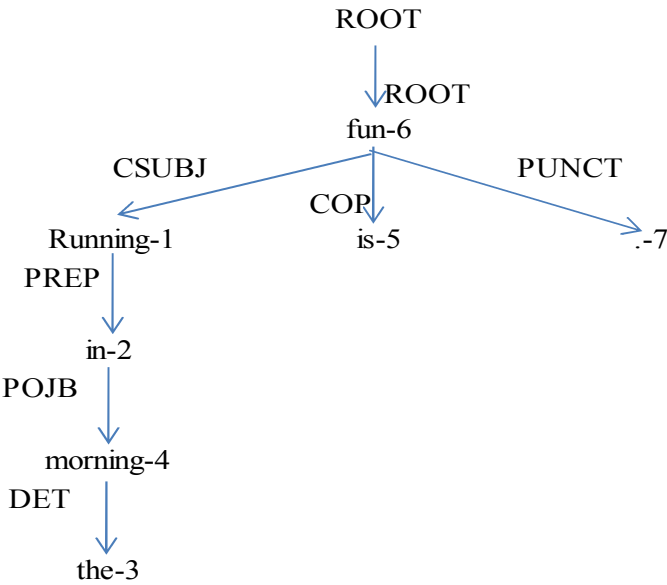 ROOT
ROOT
fun-6
CSUBJ
PUNCT
COP
Running-1
is-5
.-7
PREP
in-2
POJB
morning-4
DET
the-3